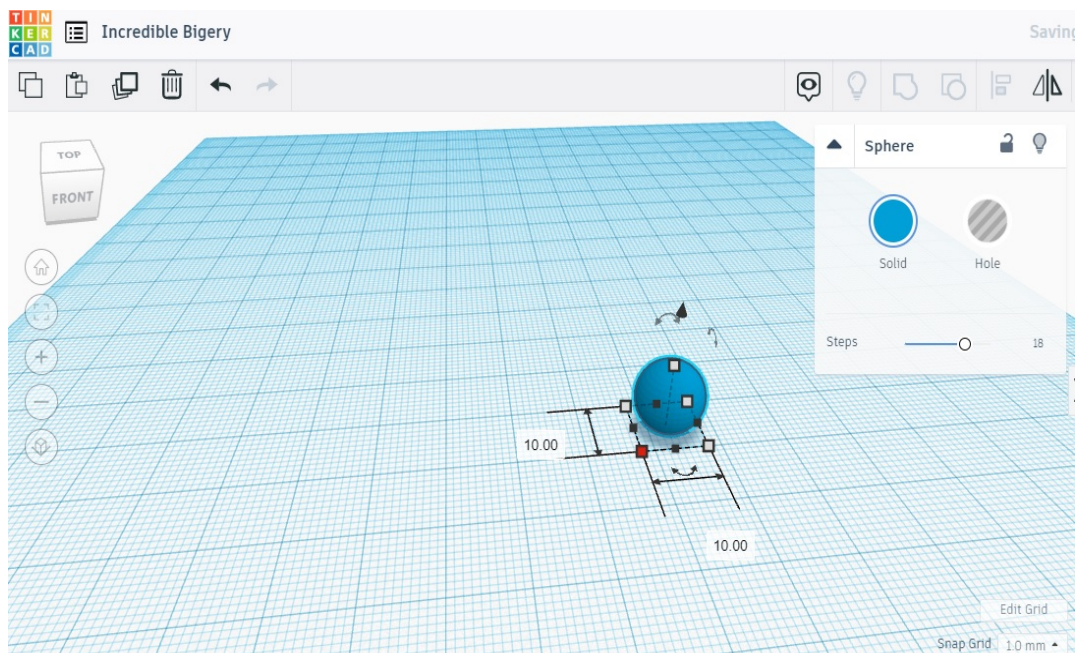 TIN
KER
CAD
Incredible Bigery
Saving
TOP
FRONT
Sphere
Solid
Hole
Steps
18
10.00
10.00
Edit Grid
Snap Grid 1.0 mm